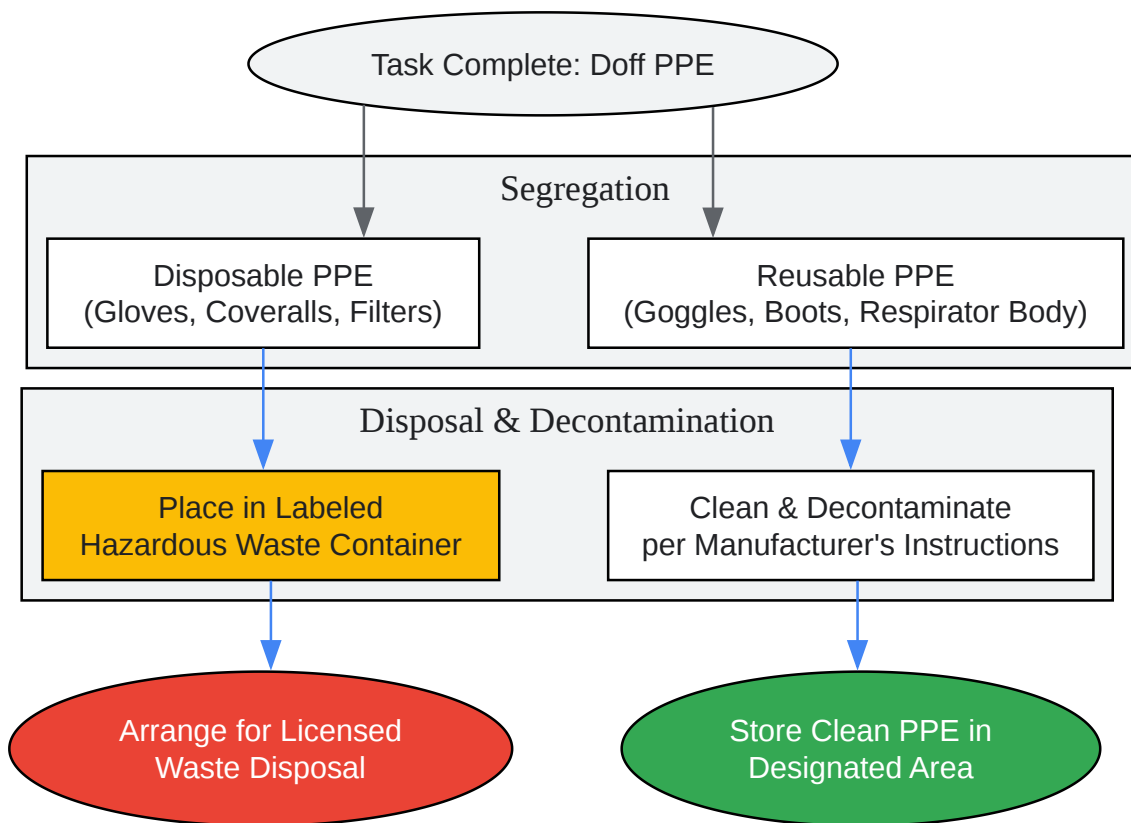 Task Complete: Doff PPE
Segregation
Disposable PPE
(Gloves, Coveralls, Filters)
Reusable PPE
(Goggles, Boots, Respirator Body)
Disposal & Decontamination
Place in Labeled
Hazardous Waste Container
Clean & Decontaminate
per Manufacturer's Instructions
Arrange for Licensed
Waste Disposal
Store Clean PPE in
Designated Area